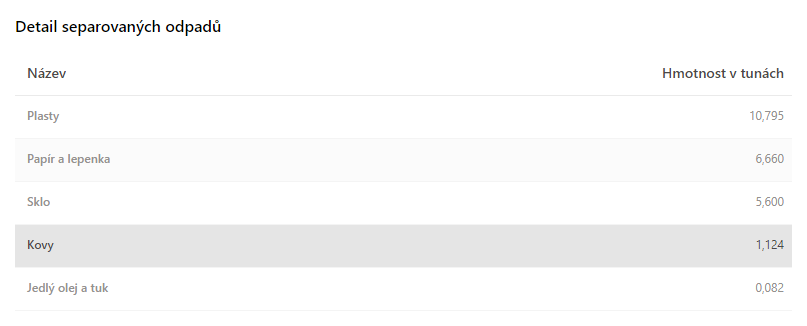 Detail separovaných odpadů
Název Hmotnost v tunách
Plasty 10,795
Papír a lepenka 6,660
Sklo 5,600
Kovy 1,124
Jedlý olej a tuk 0,082